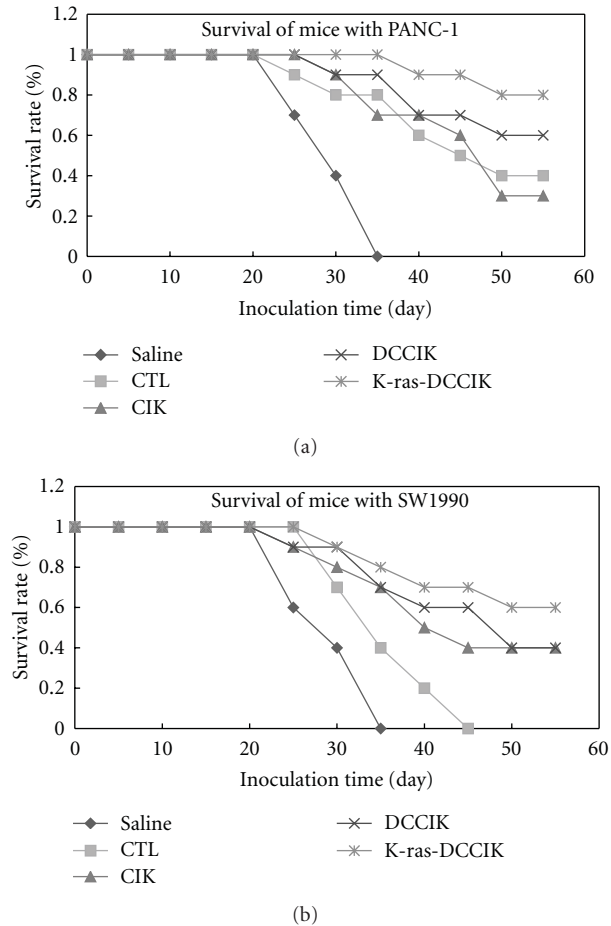 Survival of mice with PANC-1
1.2
1
0.8
0.6
0.4
0.2
0
Survival rate (%)
0 10 20 30 40 50 60
Inoculation time (day)
Saline
CTL
CIK
DCCIK
K-ras-DCCIK
(a)
Survival of mice with SW1990
1.2
1
0.8
0.6
0.4
0.2
0
Survival rate (%)
0 10 20 30 40 50 60
Inoculation time (day)
Saline
CTL
CIK
DCCIK
K-ras-DCCIK
(b)